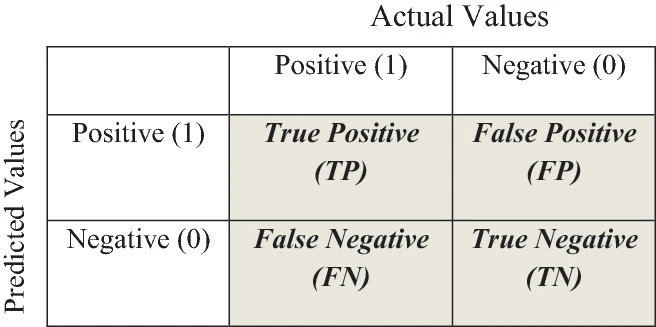 Actual Values
Positive (1) Negative (0)
Predicted Values
Positive (1) True Positive (TP) False Positive (FP)
Negative (0) False Negative (FN) True Negative (TN)